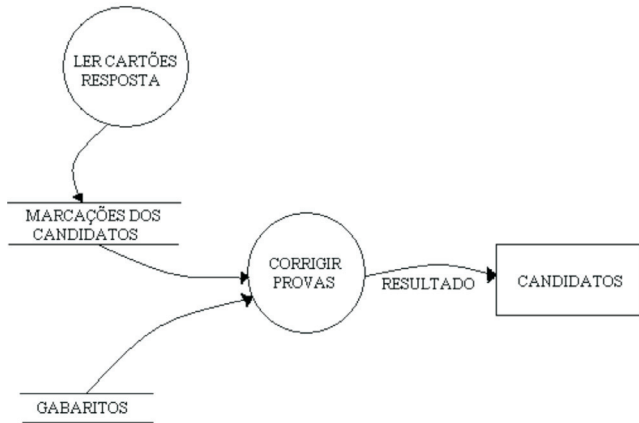 LER CARTÕES
RESPOSTA
MARCAÇÕES DOS
CANDIDATOS
CORRIGIR
PROVAS
RESULTADO
CANDIDATOS
GABARITOS